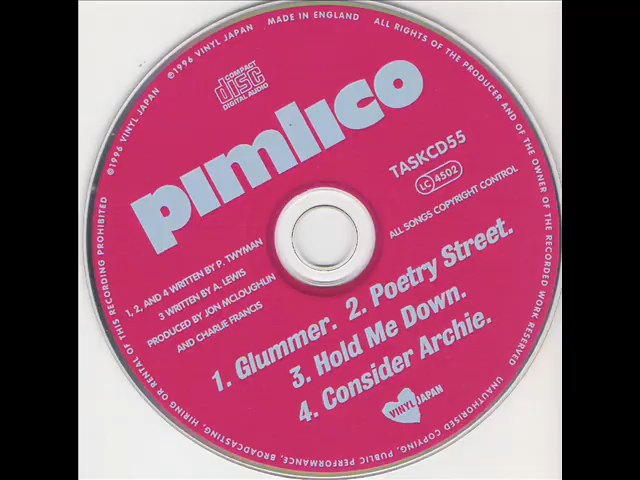 ©1996 VINYL JAPAN ℗1996 VINYL JAPAN MADE IN ENGLAND ALL RIGHTS OF THE PRODUCER AND OF THE OWNER OF THE RECORDED WORK RESERVED UNAUTHORISED COPYING, PUBLIC PERFORMANCE, BROADCASTING, HIRING OR RENTAL OF THIS RECORDING PROHIBITED
COMPACT
disc
DIGITAL AUDIO
pimlico
TASKCD55
LC 4502
ALL SONGS COPYRIGHT CONTROL
1, 2, AND 4 WRITTEN BY P. TWYMAN
3 WRITTEN BY A. LEWIS
PRODUCED BY JON MCLOUGHLIN
AND CHARLIE FRANCIS
1. Glummer. 2. Poetry Street.
3. Hold Me Down.
4. Consider Archie.
VINYL JAPAN